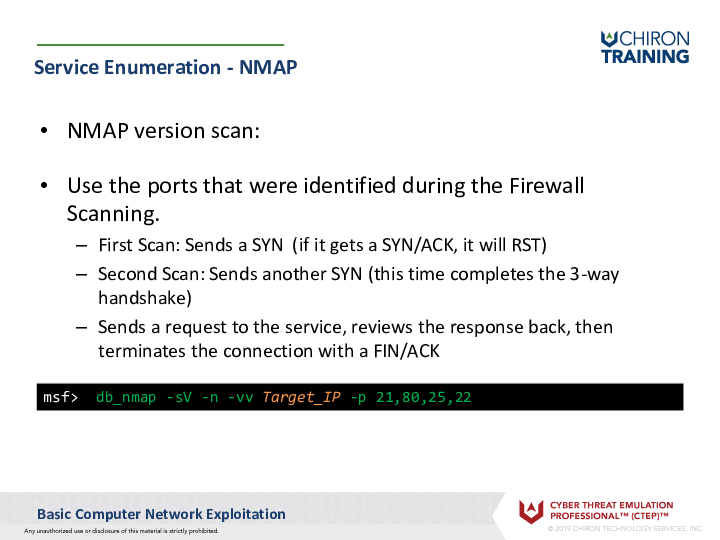 CHIRON
TRAINING
Service Enumeration - NMAP
• NMAP version scan:
• Use the ports that were identified during the Firewall
Scanning.
– First Scan: Sends a SYN (if it gets a SYN/ACK, it will RST)
– Second Scan: Sends another SYN (this time completes the 3-way
handshake)
– Sends a request to the service, reviews the response back, then
terminates the connection with a FIN/ACK
msf> db_nmap -sV -n -vv Target_IP -p 21,80,25,22
Basic Computer Network Exploitation
Any unauthorized use or disclosure of this material is strictly prohibited.
CYBER THREAT EMULATION
PROFESSIONAL™ (CTEP)™
© 2019 CHIRON TECHNOLOGY SERVICES, INC.